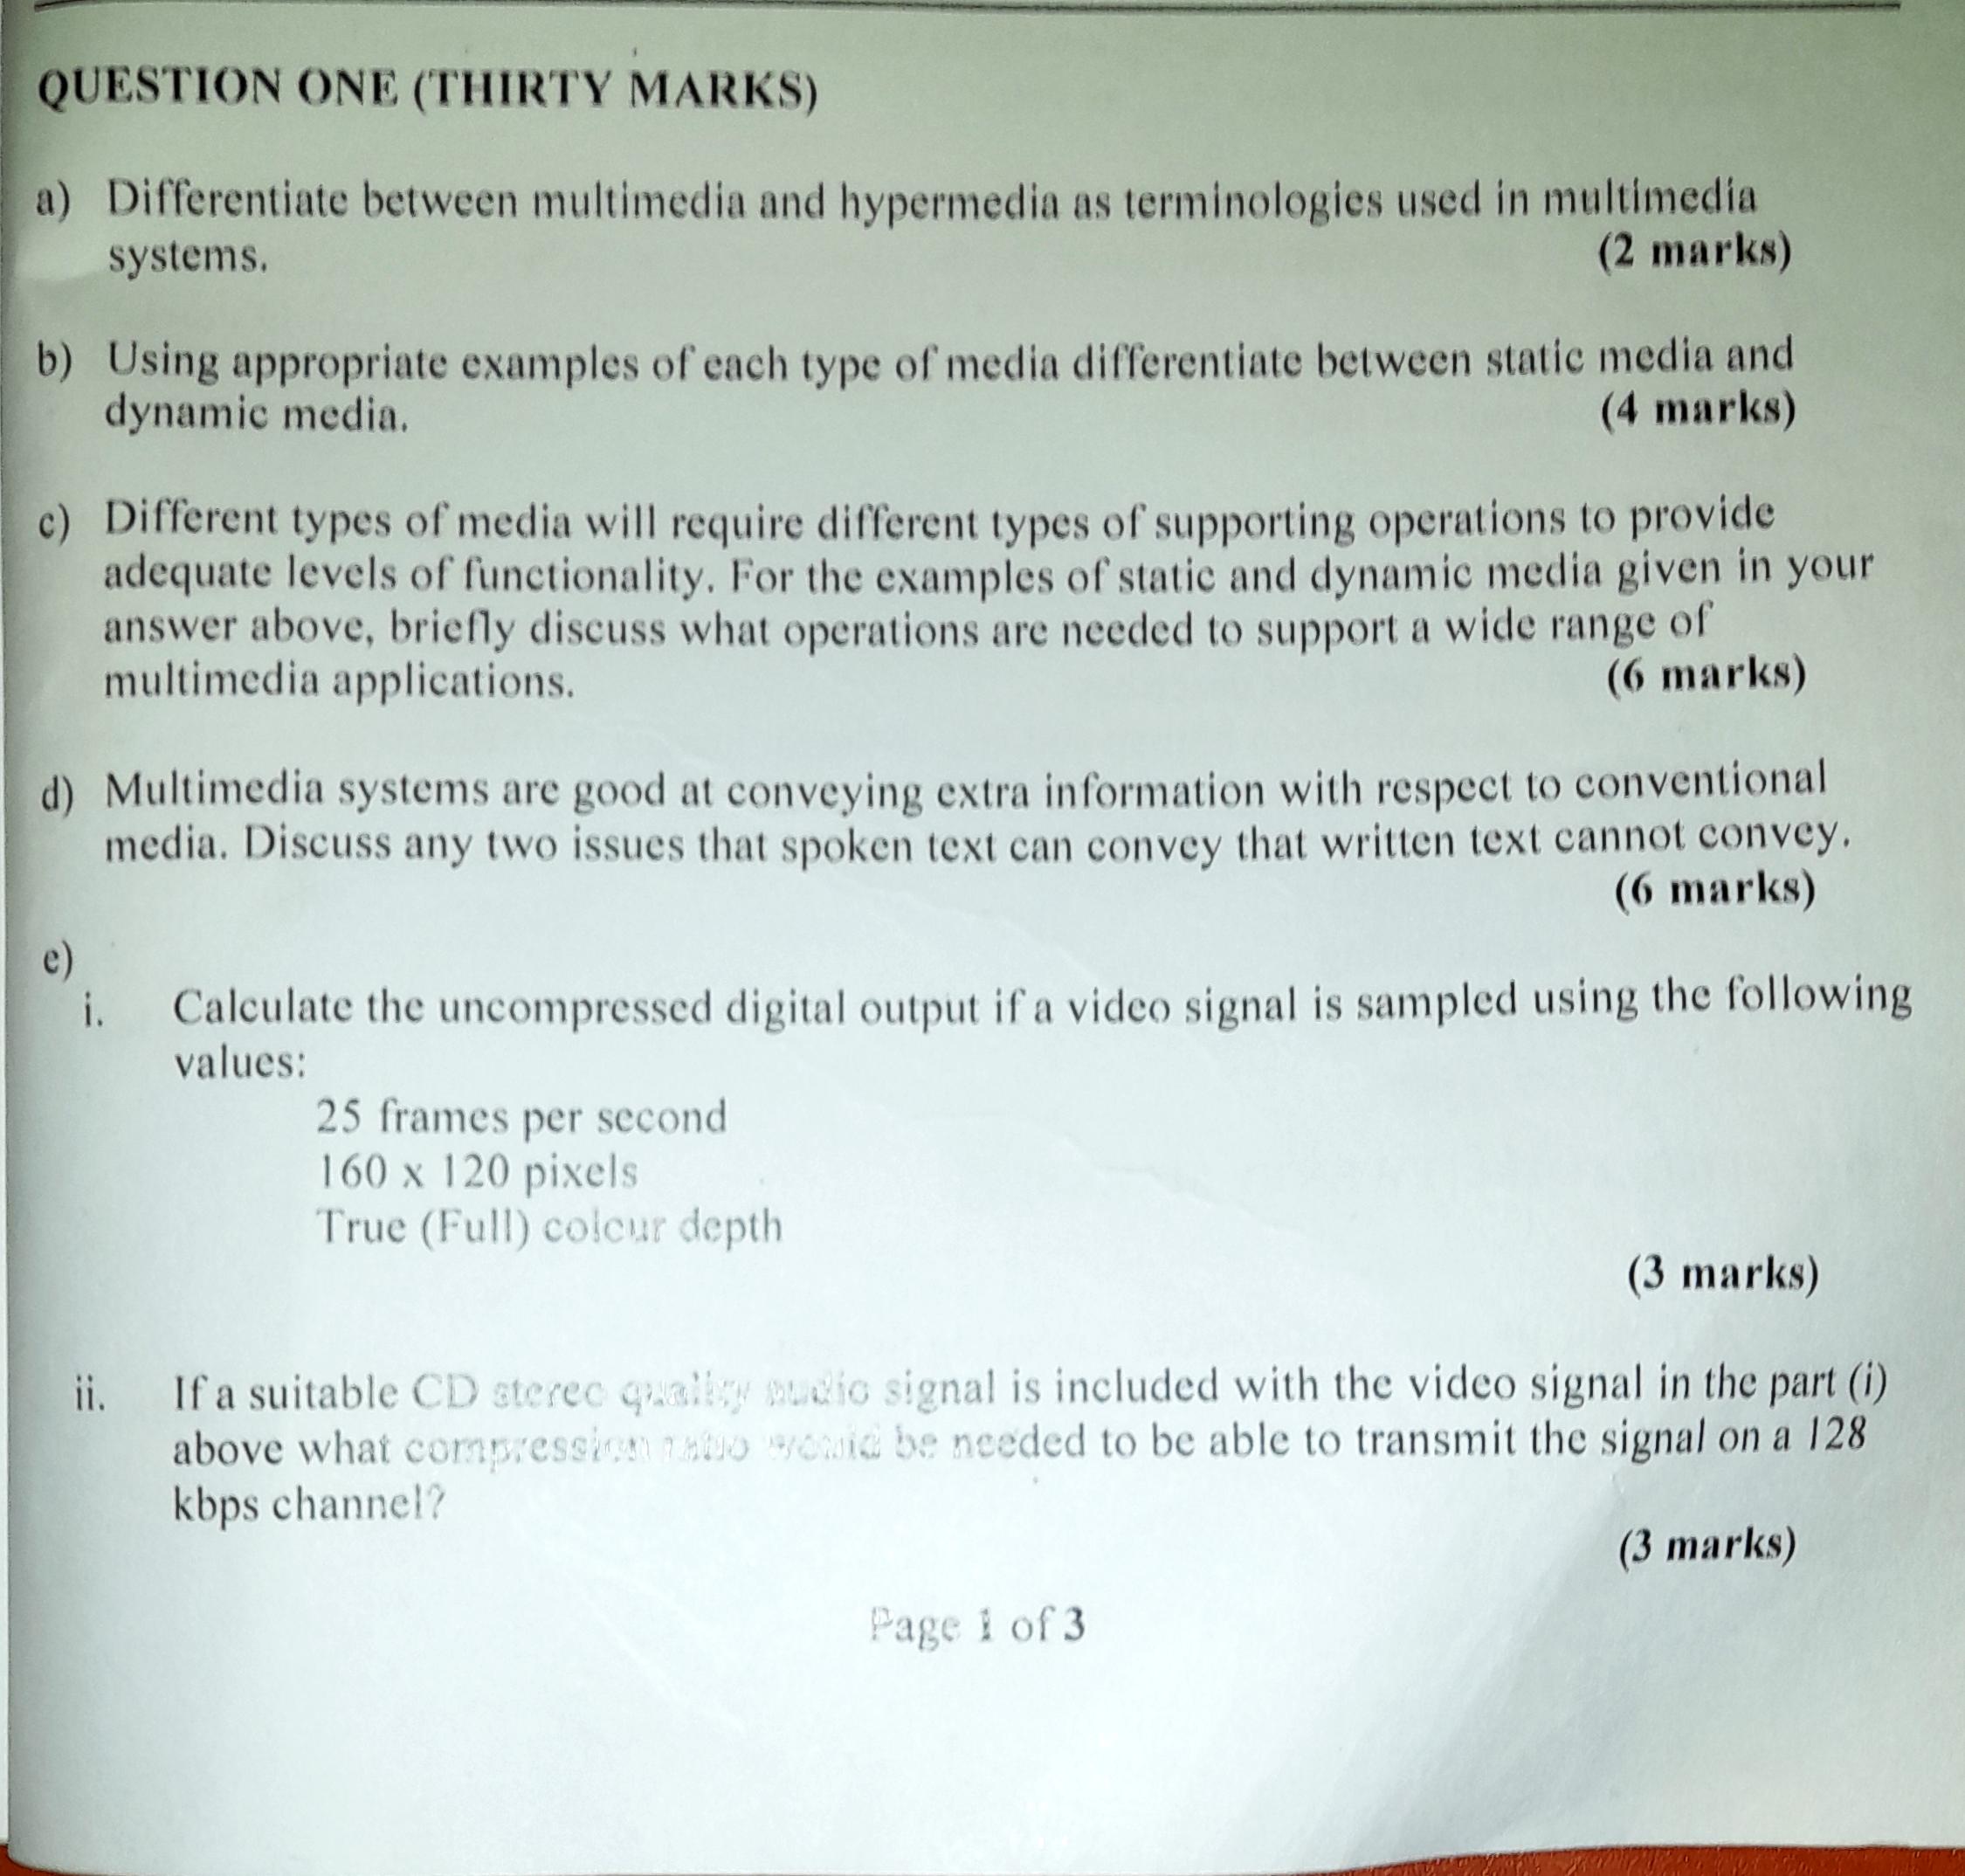 QUESTION ONE (THIRTY MARKS)
a) Differentiate between multimedia and hypermedia as terminologies used in multimedia
systems. (2 marks)
b) Using appropriate examples of each type of media differentiate between static media and
dynamic media. (4 marks)
c) Different types of media will require different types of supporting operations to provide
adequate levels of functionality. For the examples of static and dynamic media given in your
answer above, briefly discuss what operations are needed to support a wide range of
multimedia applications. (6 marks)
d) Multimedia systems are good at conveying extra information with respect to conventional
media. Discuss any two issues that spoken text can convey that written text cannot convey.
(6 marks)
e)
i. Calculate the uncompressed digital output if a video signal is sampled using the following
values:
25 frames per second
160 x 120 pixels
True (Full) colour depth
(3 marks)
ii. If a suitable CD stereo quality audio signal is included with the video signal in the part (i)
above what compression ratio would be needed to be able to transmit the signal on a 128
kbps channel?
(3 marks)
Page 1 of 3